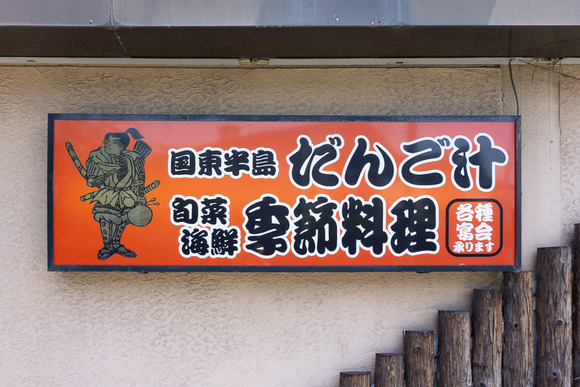 国東半島 だんご汁
旬菜
海鮮 季節料理
各種
宴会
承ります